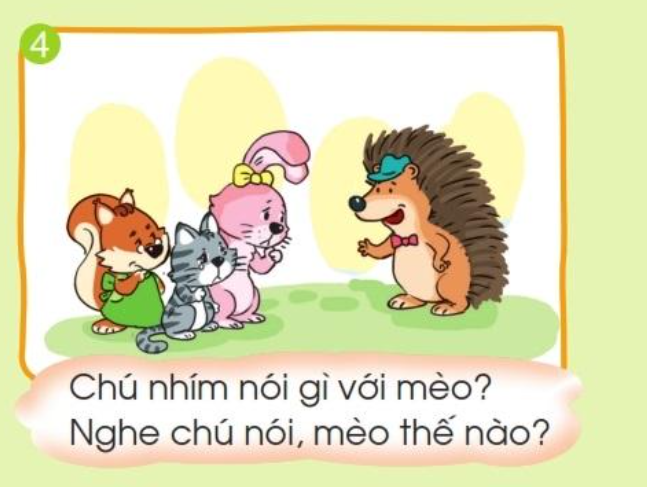 4
Chú nhím nói gì với mèo?
Nghe chú nói, mèo thế nào?